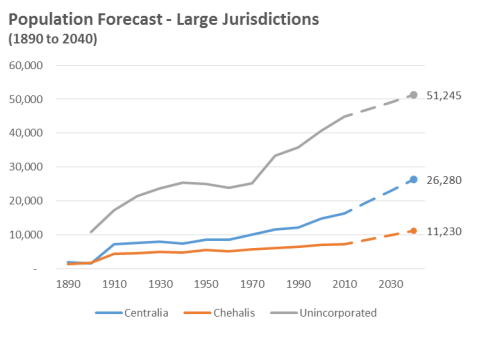 Population Forecast - Large Jurisdictions
(1890 to 2040)
60,000
50,000
40,000
30,000
20,000
10,000
-
51,245
26,280
11,230
1890 1910 1930 1950 1970 1990 2010 2030
Centralia Chehalis Unincorporated